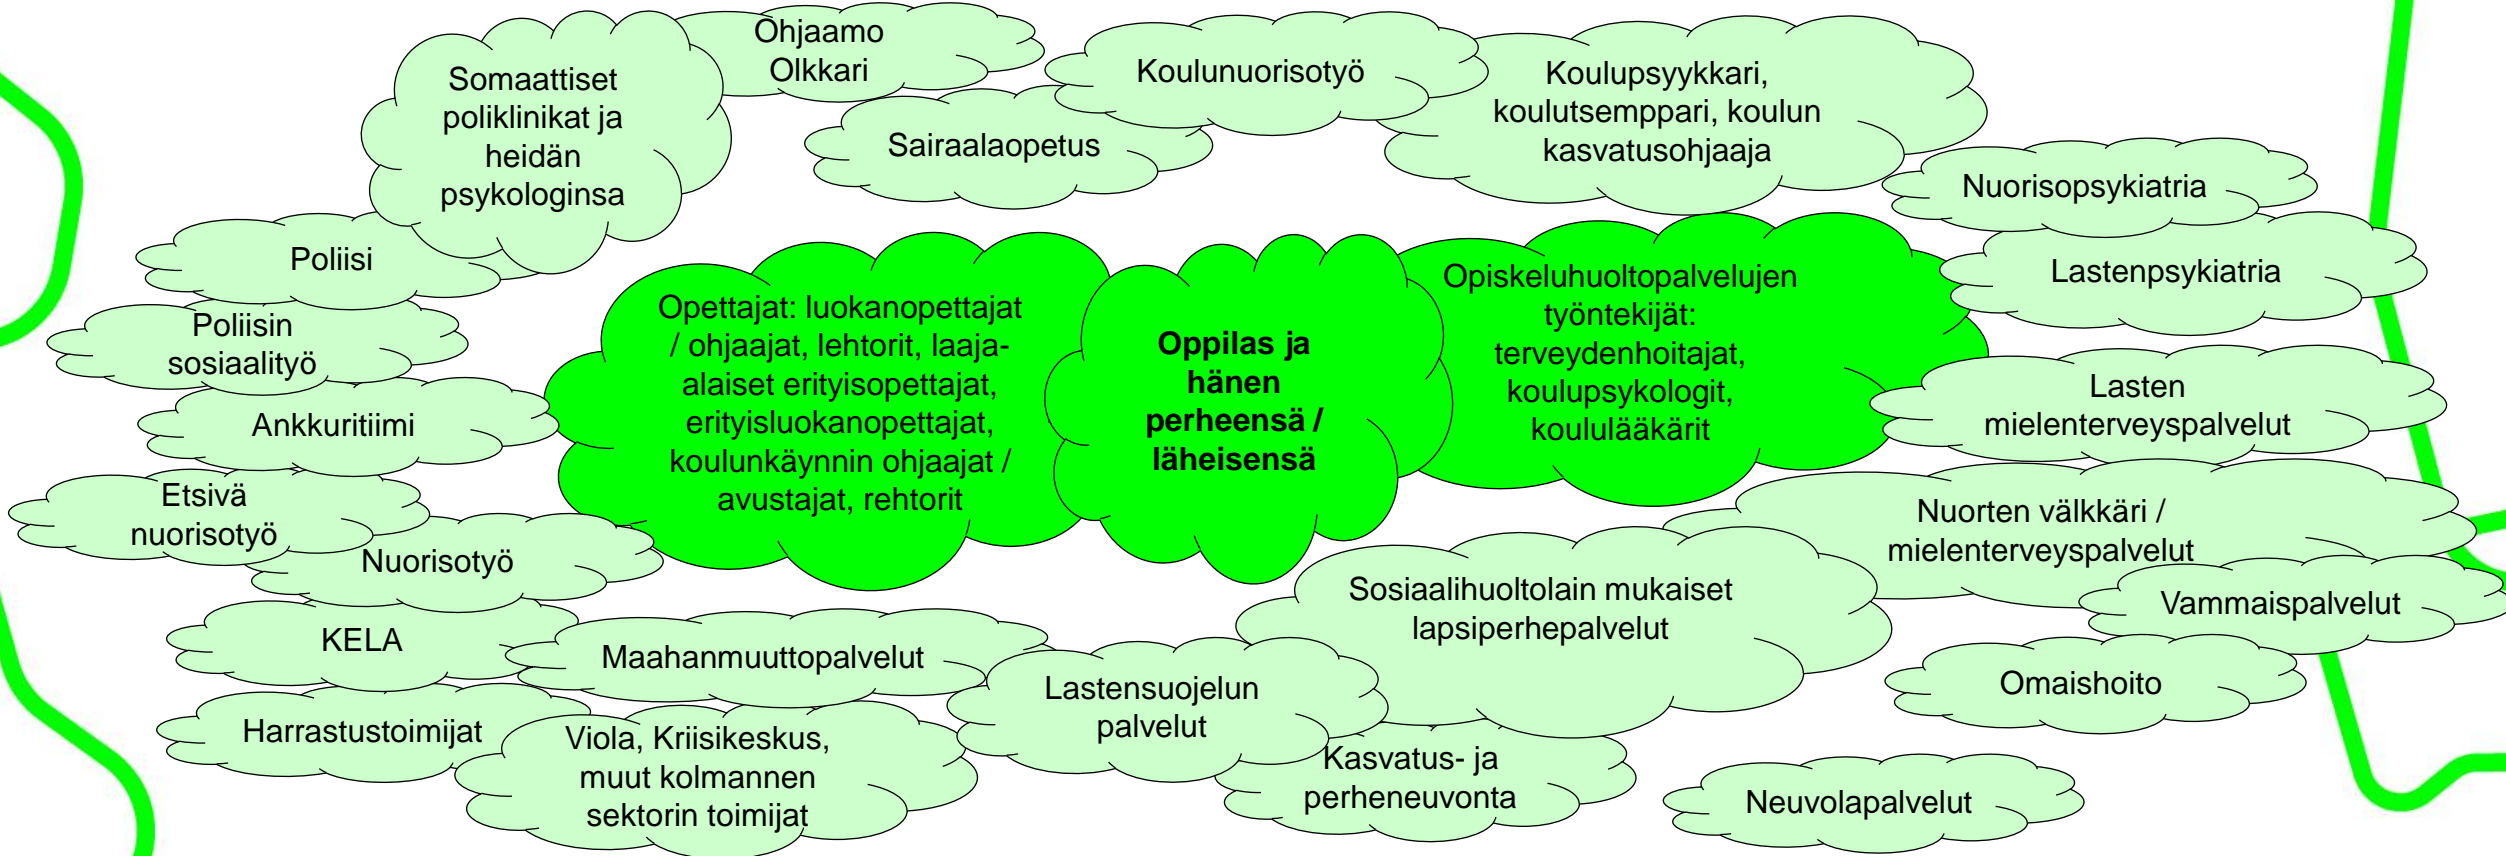 Ohjaamo
Olkkari
Somaattiset
poliklinikat ja
heidän
psykologinsa
Koulunuorisotyö
Sairaalaopetus
Koulupsyykkari,
koulutsemppari, koulun
kasvatusohjaaja
Nuorisopsykiatria
Lastenpsykiatria
Poliisi
Poliisin
sosiaalityö
Ankkuritiimi
Opettajat: luokanopettajat
/ ohjaajat, lehtorit, laaja-
alaiset erityisopettajat,
erityisluokanopettajat,
koulunkäynnin ohjaajat /
avustajat, rehtorit
Oppilas ja
hänen
perheensä /
läheisensä
Opiskeluhuoltopalvelujen
työntekijät:
terveydenhoitajat,
koulupsykologit,
koululääkärit
Lasten
mielenterveyspalvelut
Etsivä
nuorisotyö
Nuorisotyö
Nuorten välkkäri /
mielenterveyspalvelut
Sosiaalihuoltolain mukaiset
lapsiperhepalvelut
Vammaispalvelut
KELA
Maahanmuuttopalvelut
Lastensuojelun
palvelut
Omaishoito
Harrastustoimijat
Viola, Kriisikeskus,
muut kolmannen
sektorin toimijat
Kasvatus- ja
perheneuvonta
Neuvolapalvelut